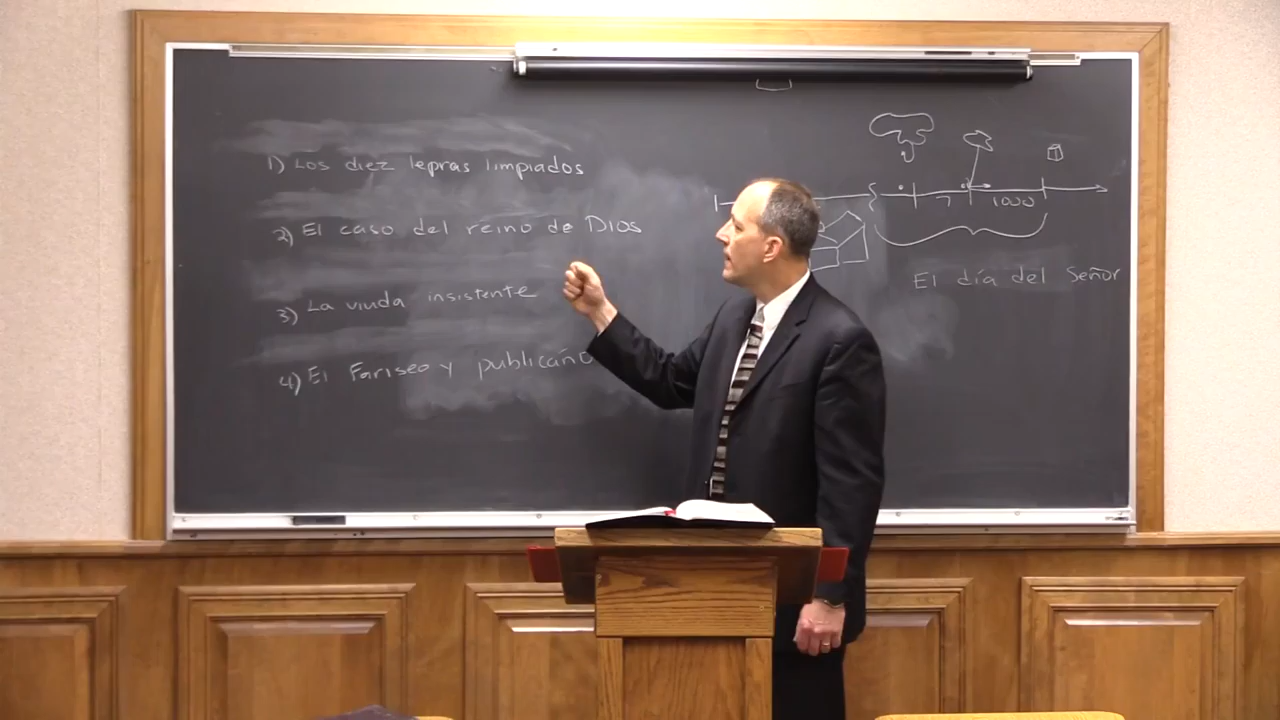 1) Los diez lepras limpiados
2) El caso del reino de Dios
3) La viuda insistente
4) El Fariseo y publicano
7 1000
El día del Señor